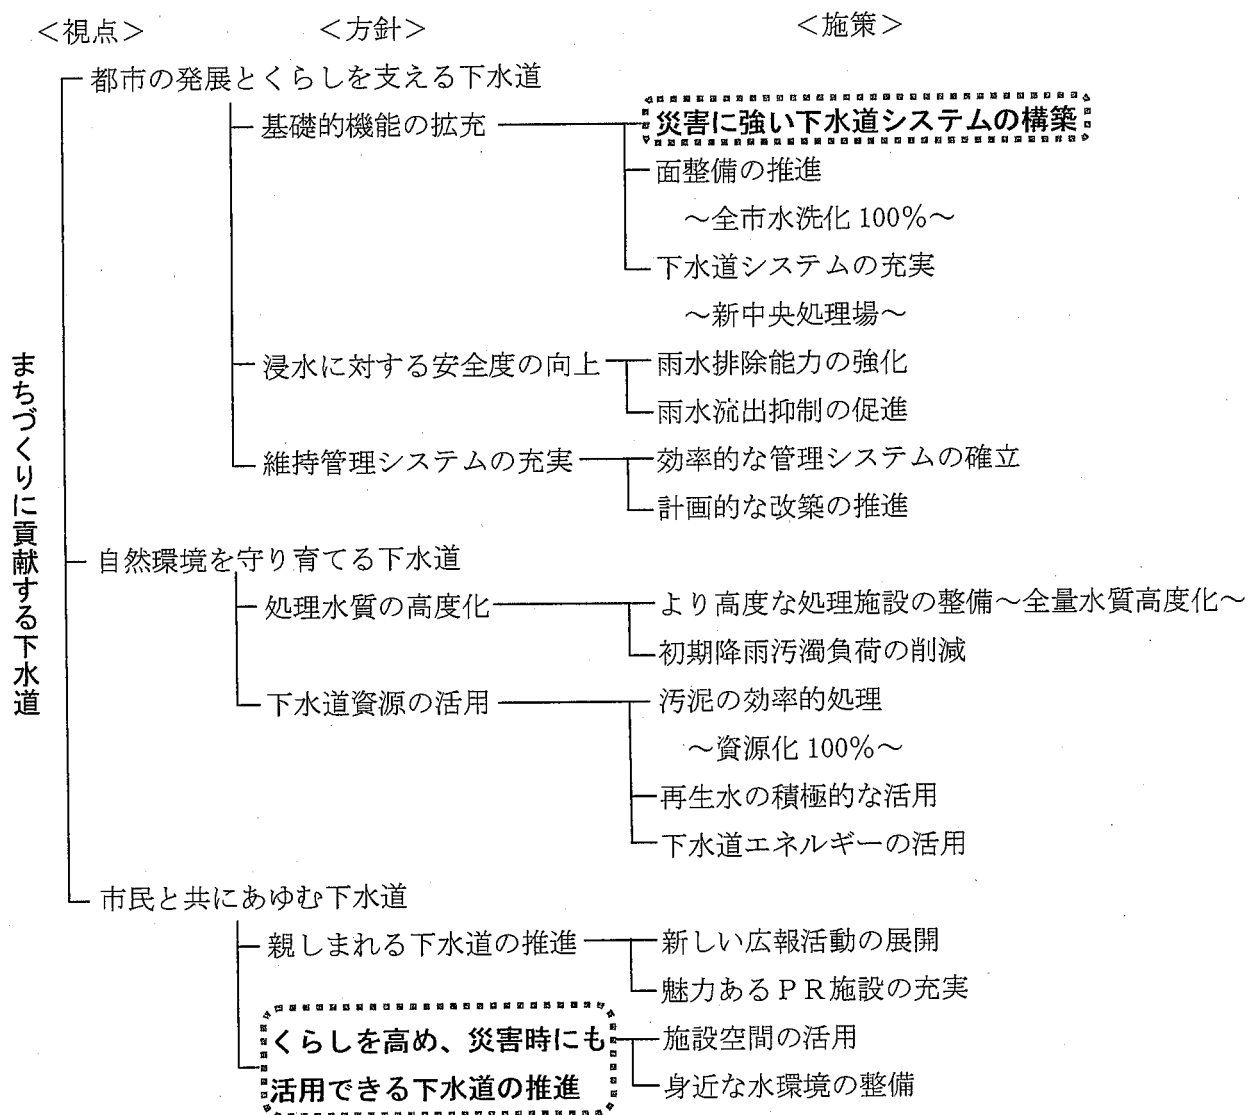 ＜視点＞ ＜方針＞ ＜施策＞
まちづくりに貢献する下水道
都市の発展とくらしを支える下水道
基礎的機能の拡充 災害に強い下水道システムの構築
面整備の推進
～全市水洗化100％～
下水道システムの充実
～新中央処理場～
浸水に対する安全度の向上 雨水排除能力の強化
雨水流出抑制の促進
維持管理システムの充実 効率的な管理システムの確立
計画的な改築の推進
自然環境を守り育てる下水道
処理水質の高度化 より高度な処理施設の整備～全量水質高度化～
初期降雨汚濁負荷の削減
下水道資源の活用 汚泥の効率的処理
～資源化100％～
再生水の積極的な活用
下水道エネルギーの活用
市民と共にあゆむ下水道
親しまれる下水道の推進 新しい広報活動の展開
魅力あるＰＲ施設の充実
くらしを高め、災害時にも 施設空間の活用
活用できる下水道の推進 身近な水環境の整備